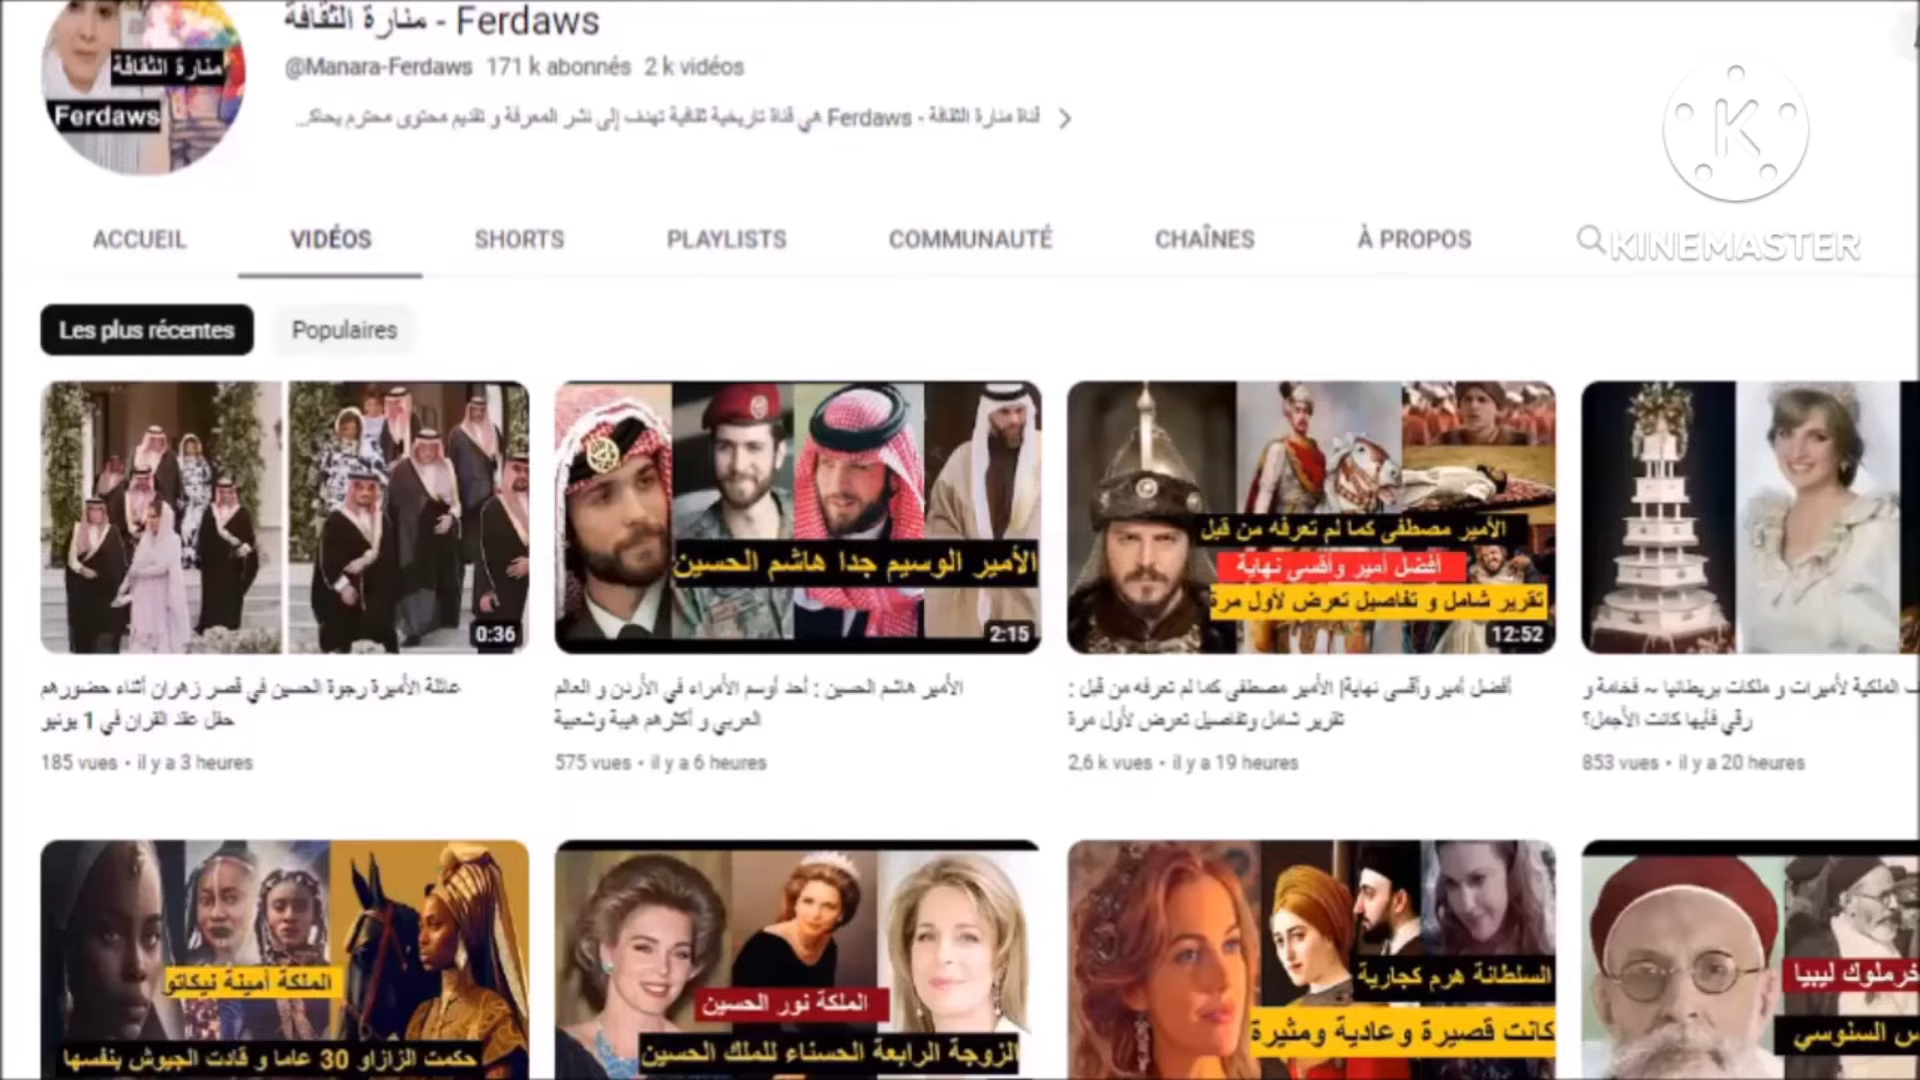 منارة الثقافة - Ferdaws
منارة الثقافة
Ferdaws
@Manara-Ferdaws 171 k abonnés 2 k vidéos
قناة منارة الثقافة - Ferdaws هي قناة تاريخية ثقافية تهدف إلى نشر المعرفة و تقديم محتوى محترم يحاكـ...
K
KINEMASTER
ACCUEIL VIDÉOS SHORTS PLAYLISTS COMMUNAUTÉ CHAÎNES À PROPOS
Les plus récentes Populaires
0:36
الأمير الوسيم جدا هاشم الحسين
2:15
الأمير مصطفى كما لم تعرفه من قبل
أفضل أمير وأقسى نهاية
تقرير شامل و تفاصيل تعرض لأول مرة
12:52
عائلة الأميرة رجوة الحسين في قصر زهران أثناء حضورهم
حفل عقد القران في 1 يونيو
185 vues • il y a 3 heures
الأمير هاشم الحسين : أحد أوسم الأمراء في الأردن و العالم
العربي و أكثرهم هيبة وشعبية
575 vues • il y a 6 heures
أفضل أمير وأقسى نهاية| الأمير مصطفى كما لم تعرفه من قبل :
تقرير شامل وتفاصيل تعرض لأول مرة
2,6 k vues • il y a 19 heures
الملكية لأميرات و ملكات بريطانيا ~ فخامة و
رقي فأيها كانت الأجمل؟
853 vues • il y a 20 heures
الملكة أمينة نيكاتو
حكمت الزازاو 30 عاما و قادت الجيوش بنفسها
الملكة نور الحسين
الزوجة الرابعة الحسناء للملك الحسين
السلطانة هرم كجارية
كانت قصيرة و عادية ومثيرة
خر ملوك ليبيا
س السنوسي